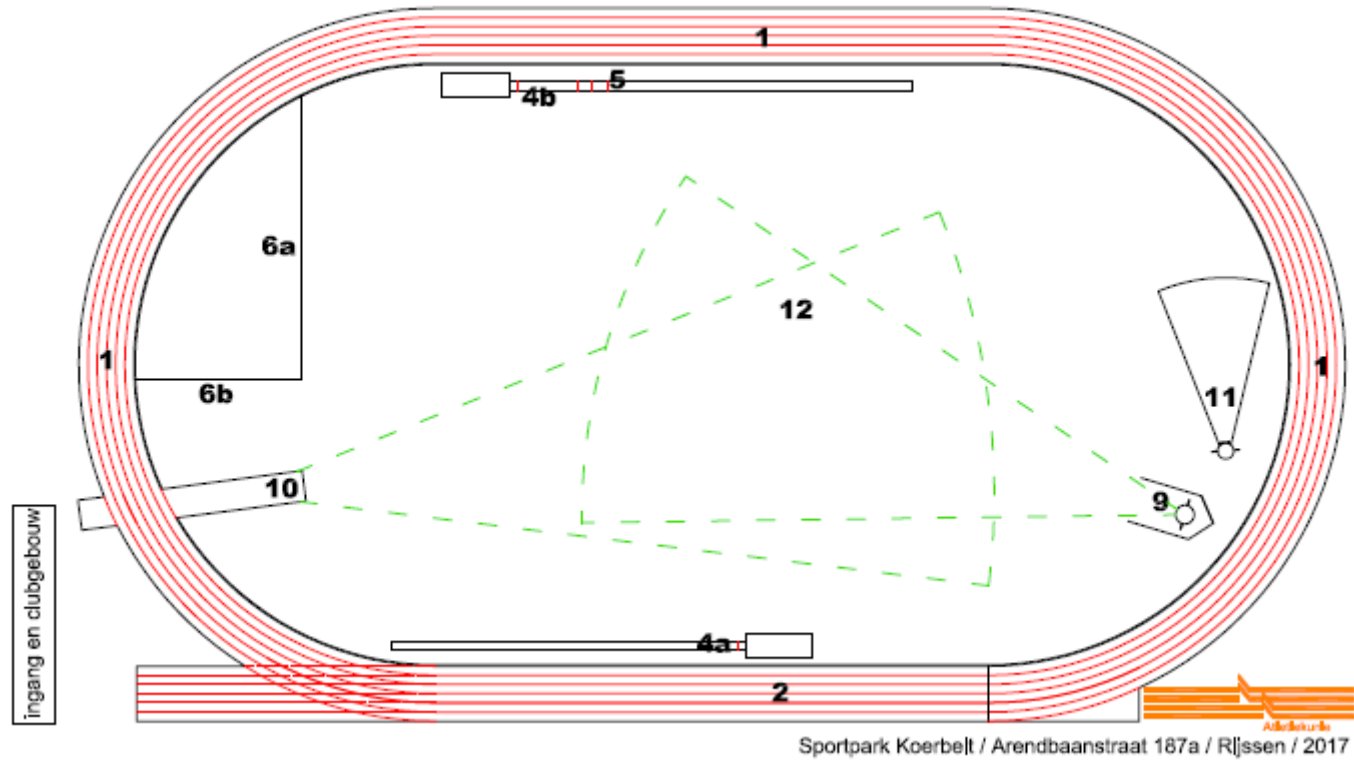 1
5
4b
6a
12
1
1
6b
11
10
9
4a
2
ingang en clubgebouw
Atletiekunie
Sportpark Koerbelt / Arendbaanstraat 187a / Rijssen / 2017